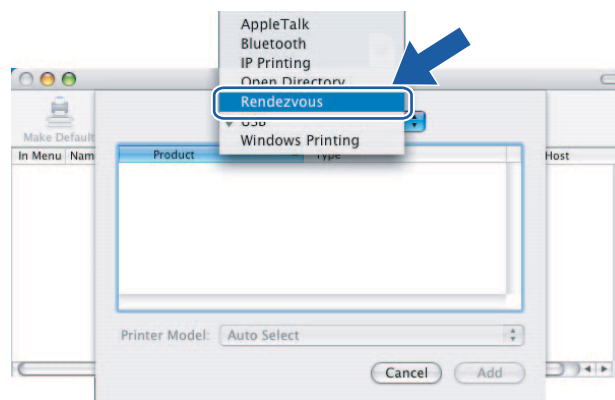 AppleTalk
Bluetooth
IP Printing
Open Directory
Rendezvous
USB
Windows Printing
Make Default
In Menu Nam
Product Type
Host
Printer Model: Auto Select
Cancel Add